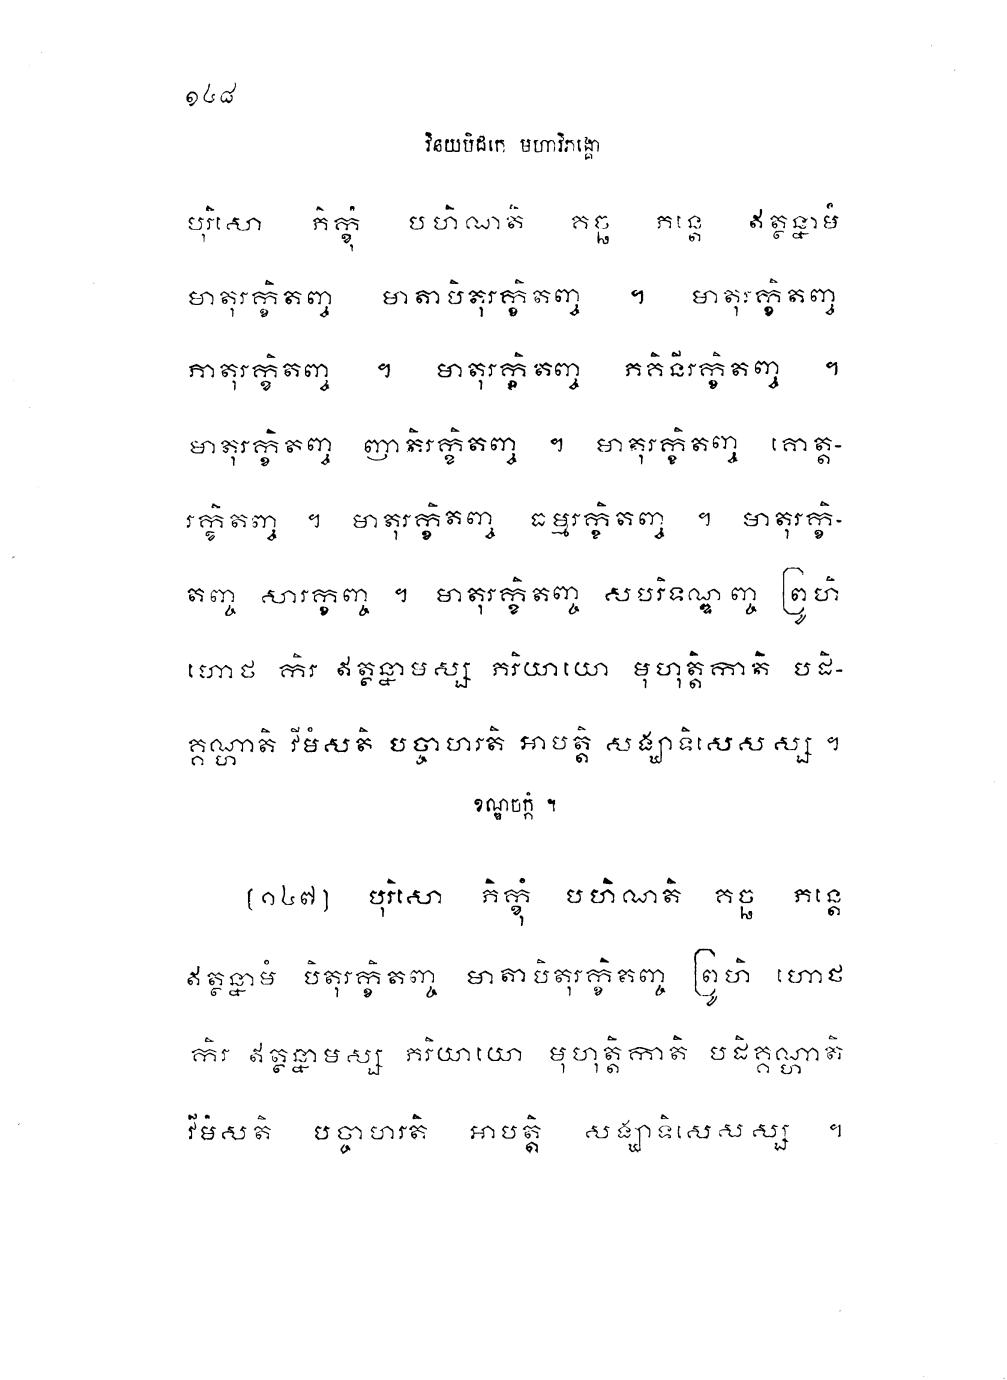 ១៤៨
វិនយបិដកេ មហាវិភង្គោ
បុរិសោ ភិក្ខុំ បហិណតិ គច្ឆ ភន្តេ ឥត្ថន្នាមំ
មាតុរក្ខិតញ្ច មាតាបិតុរក្ខិតញ្ច ។ មាតុរក្ខិតញ្ច
ភាតុរក្ខិតញ្ច ។ មាតុរក្ខិតញ្ច ភគិនីរក្ខិតញ្ច ។
មាតុរក្ខិតញ្ច ញាតិរក្ខិតញ្ច ។ មាតុរក្ខិតញ្ច គោត្ត-
រក្ខិតញ្ច ។ មាតុរក្ខិតញ្ច ធម្មរក្ខិតញ្ច ។ មាតុរក្ខិ-
តញ្ច សារក្ខញ្ច ។ មាតុរក្ខិតញ្ច សបរិទណ្ឌញ្ច ព្រូហិ
ហោថ កិរ ឥត្ថន្នាមស្ស ភរិយាយោ មុហុត្តិកាតិ បដិ-
គ្គណ្ហាតិ វីមំសតិ បច្ចាហរតិ អាបត្តិ សង្ឃាទិសេសស្ស ។
ខណ្ឌចក្កំ ។
(១៤៧) បុរិសោ ភិក្ខុំ បហិណតិ គច្ឆ ភន្តេ
ឥត្ថន្នាមំ បិតុរក្ខិតញ្ច មាតាបិតុរក្ខិតញ្ច ព្រូហិ ហោថ
កិរ ឥត្ថន្នាមស្ស ភរិយាយោ មុហុត្តិកាតិ បដិគ្គណ្ហាតិ
វីមំសតិ បច្ចាហរតិ អាបត្តិ សង្ឃាទិសេសស្ស ។